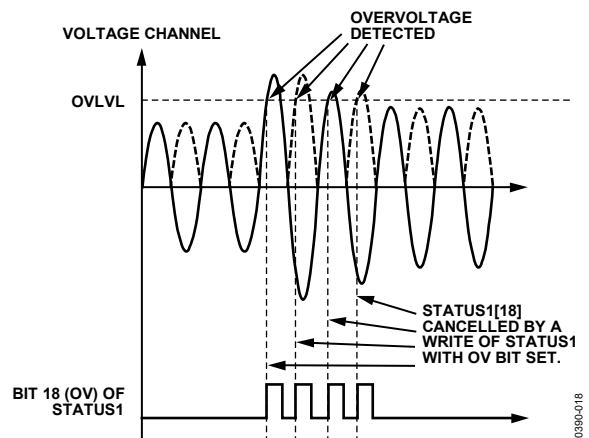 OVERVOLTAGE
DETECTED
VOLTAGE CHANNEL
OVLVL
STATUS1[18]
CANCELLED BY A
WRITE OF STATUS1
WITH OV BIT SET.
BIT 18 (OV) OF
STATUS1
0390-018